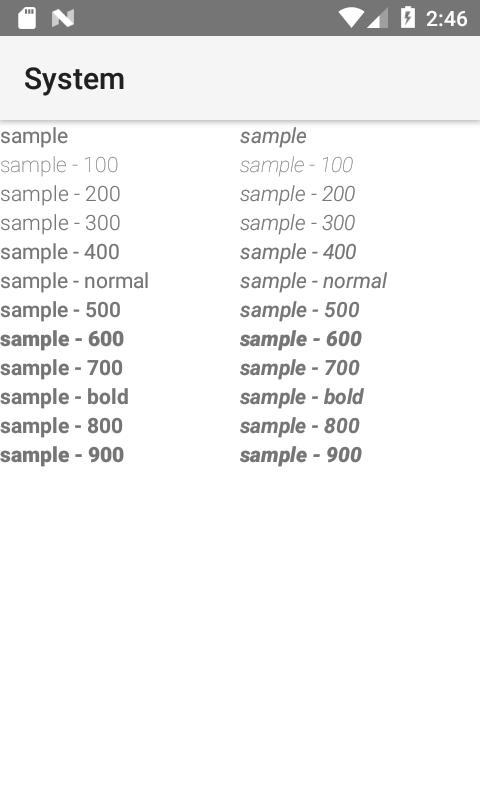 2:46
System
sample sample
sample - 100 sample - 100
sample - 200 sample - 200
sample - 300 sample - 300
sample - 400 sample - 400
sample - normal sample - normal
sample - 500 sample - 500
sample - 600 sample - 600
sample - 700 sample - 700
sample - bold sample - bold
sample - 800 sample - 800
sample - 900 sample - 900